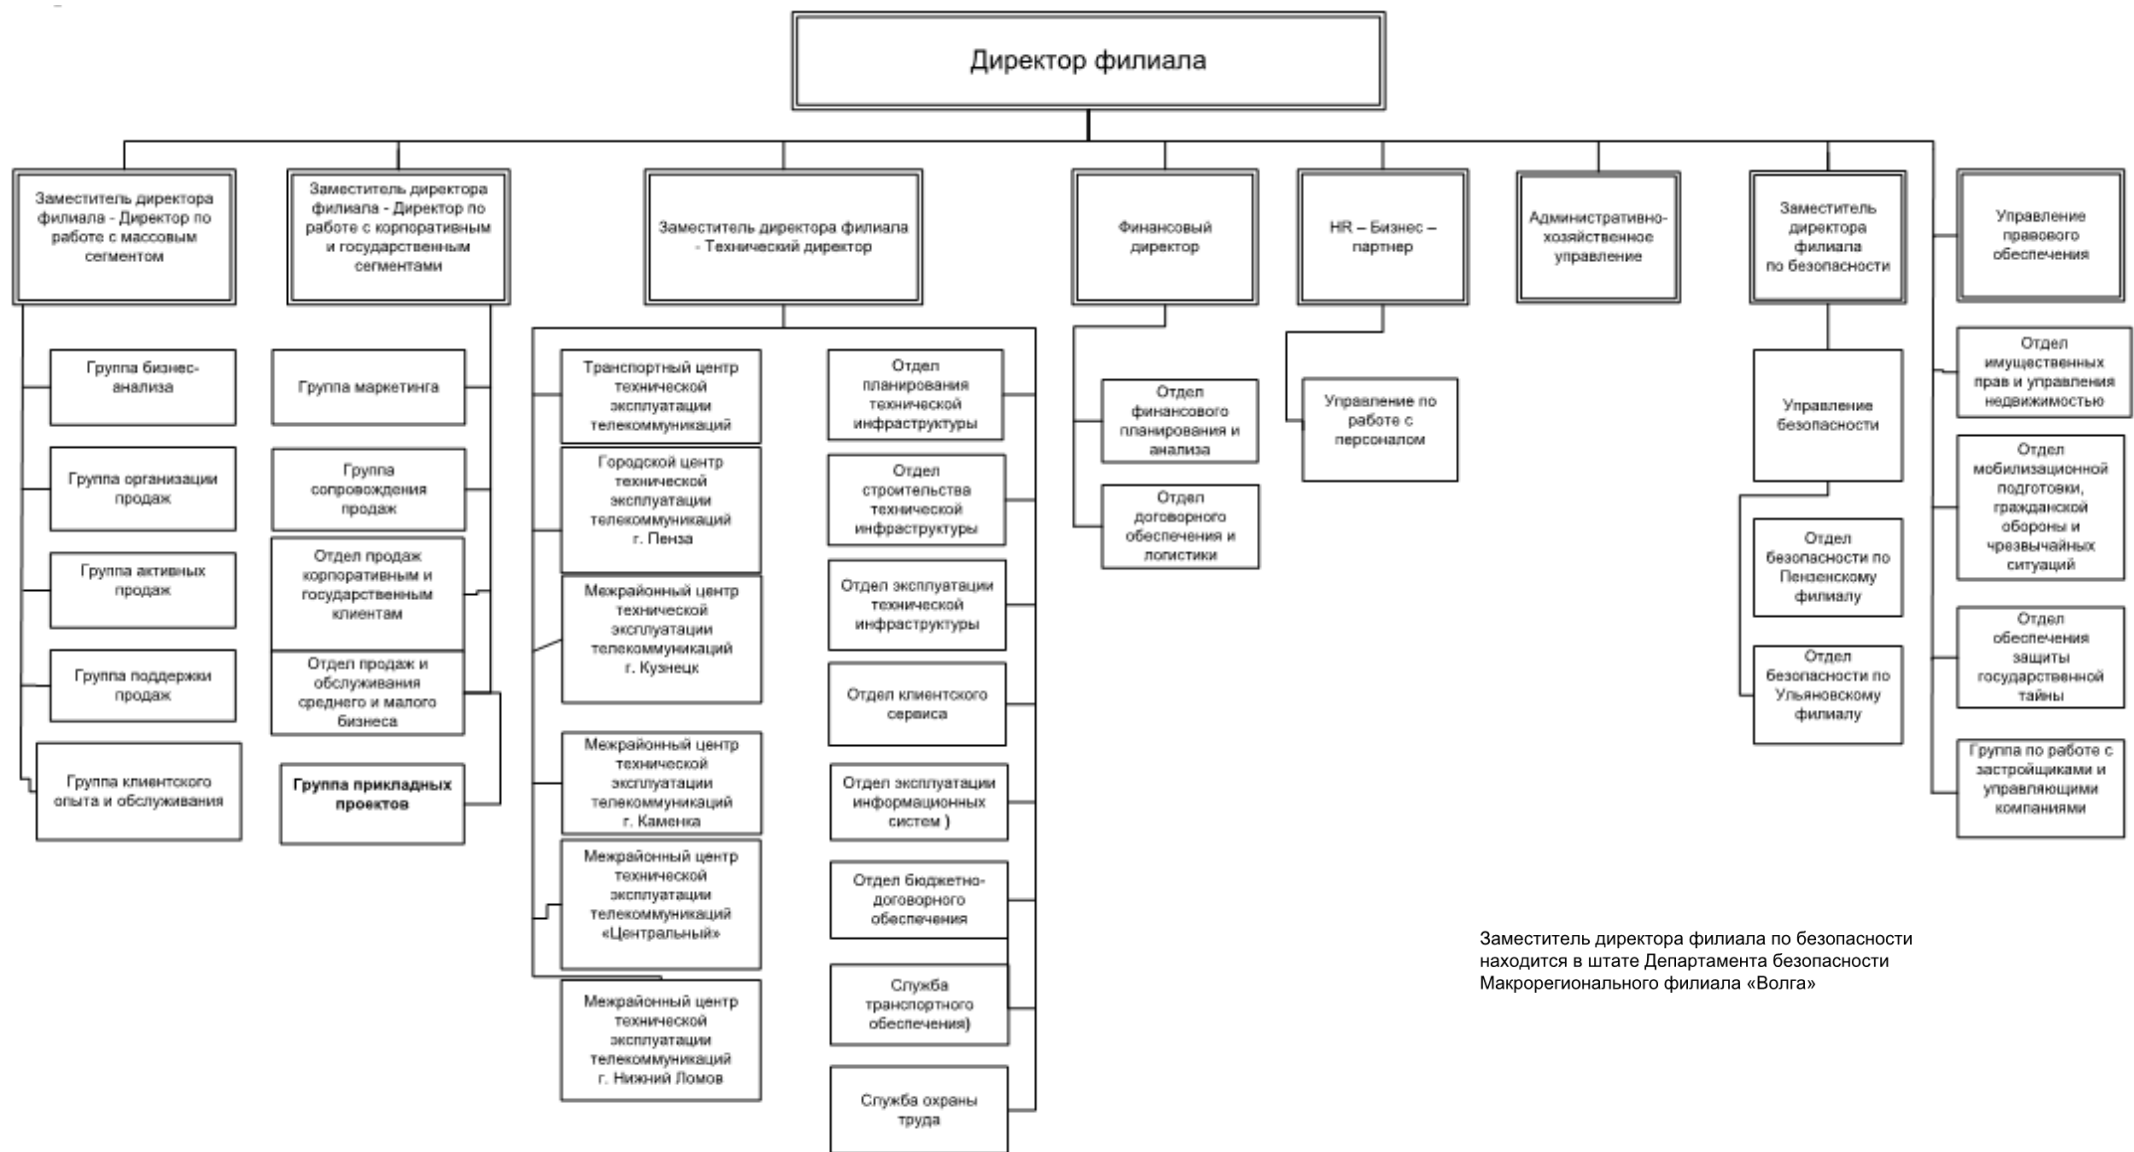 Директор филиала
Заместитель директора
филиала - Директор по
работе с массовым
сегментом
Группа бизнес-
анализа
Группа организации
продаж
Группа активных
продаж
Группа поддержки
продаж
Группа клиентского
опыта и обслуживания
Заместитель директора
филиала - Директор по
работе с корпоративным
и государственным
сегментами
Группа маркетинга
Группа
сопровождения
продаж
Отдел продаж
корпоративным и
государственным
клиентам
Отдел продаж и
обслуживания
среднего и малого
бизнеса
Группа прикладных
проектов
Заместитель директора филиала
- Технический директор
Транспортный центр
технической
эксплуатации
телекоммуникаций
Городской центр
технической
эксплуатации
телекоммуникаций
г. Пенза
Межрайонный центр
технической
эксплуатации
телекоммуникаций
г. Кузнецк
Межрайонный центр
технической
эксплуатации
телекоммуникаций
г. Каменка
Межрайонный центр
технической
эксплуатации
телекоммуникаций
«Центральный»
Межрайонный центр
технической
эксплуатации
телекоммуникаций
г. Нижний Ломов
Отдел
планирования
технической
инфраструктуры
Отдел
строительства
технической
инфраструктуры
Отдел эксплуатации
технической
инфраструктуры
Отдел клиентского
сервиса
Отдел эксплуатации
информационных
систем )
Отдел бюджетно-
договорного
обеспечения
Служба
транспортного
обеспечения)
Служба охраны
труда
Финансовый
директор
Отдел
финансового
планирования и
анализа
Отдел
договорного
обеспечения и
логистики
HR – Бизнес –
партнер
Управление по
работе с
персоналом
Административно-
хозяйственное
управление
Заместитель
директора
филиала
по безопасности
Управление
безопасности
Отдел
безопасности по
Пензенскому
филиалу
Отдел
безопасности по
Ульяновскому
филиалу
Управление
правового
обеспечения
Отдел
имущественных
прав и управления
недвижимостью
Отдел
мобилизационной
подготовки,
гражданской
обороны и
чрезвычайных
ситуаций
Отдел
обеспечения
защиты
государственной
тайны
Группа по работе с
застройщиками и
управляющими
компаниями
Заместитель директора филиала по безопасности
находится в штате Департамента безопасности
Макрорегионального филиала «Волга»